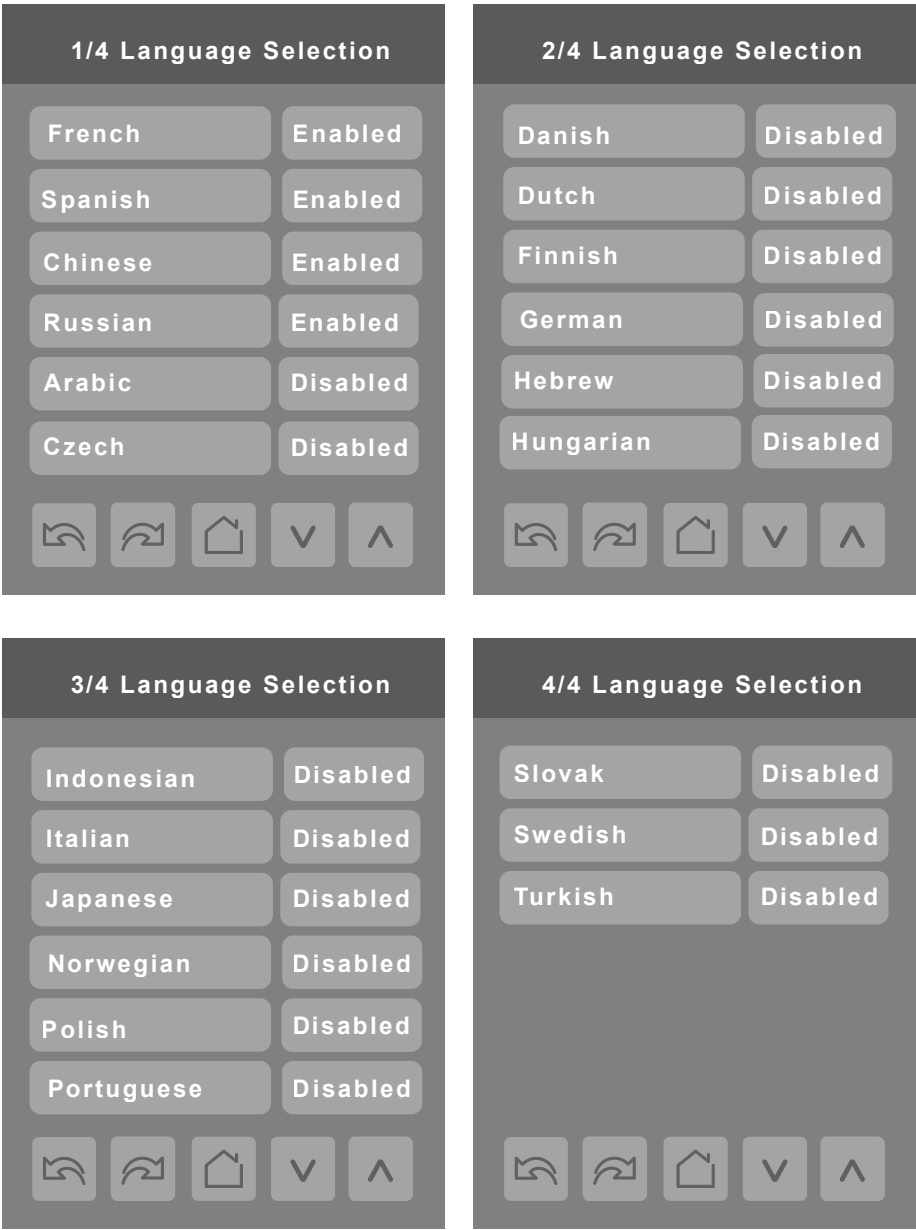 1/4 Language Selection
French Enabled
Spanish Enabled
Chinese Enabled
Russian Enabled
Arabic Disabled
Czech Disabled
2/4 Language Selection
Danish Disabled
Dutch Disabled
Finnish Disabled
German Disabled
Hebrew Disabled
Hungarian Disabled
3/4 Language Selection
Indonesian Disabled
Italian Disabled
Japanese Disabled
Norwegian Disabled
Polish Disabled
Portuguese Disabled
4/4 Language Selection
Slovak Disabled
Swedish Disabled
Turkish Disabled